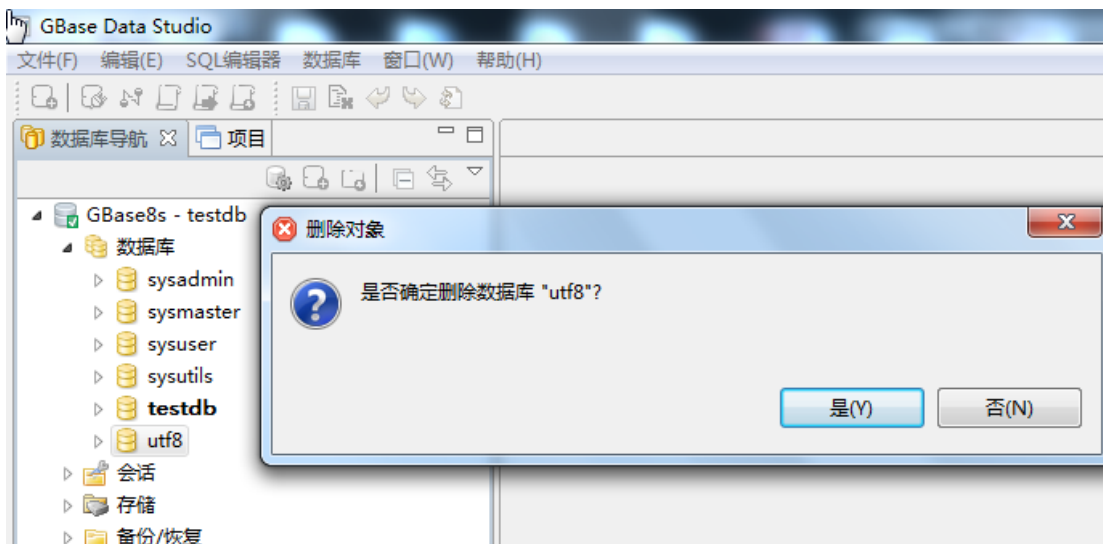 GBase Data Studio
文件(F) 编辑(E) SQL编辑器 数据库 窗口(W) 帮助(H)
数据库导航 项目
GBase8s - testdb
数据库
sysadmin
sysmaster
sysuser
sysutils
testdb
utf8
会话
存储
备份/恢复
删除对象
是否确定删除数据库 "utf8"?
是(Y) 否(N)